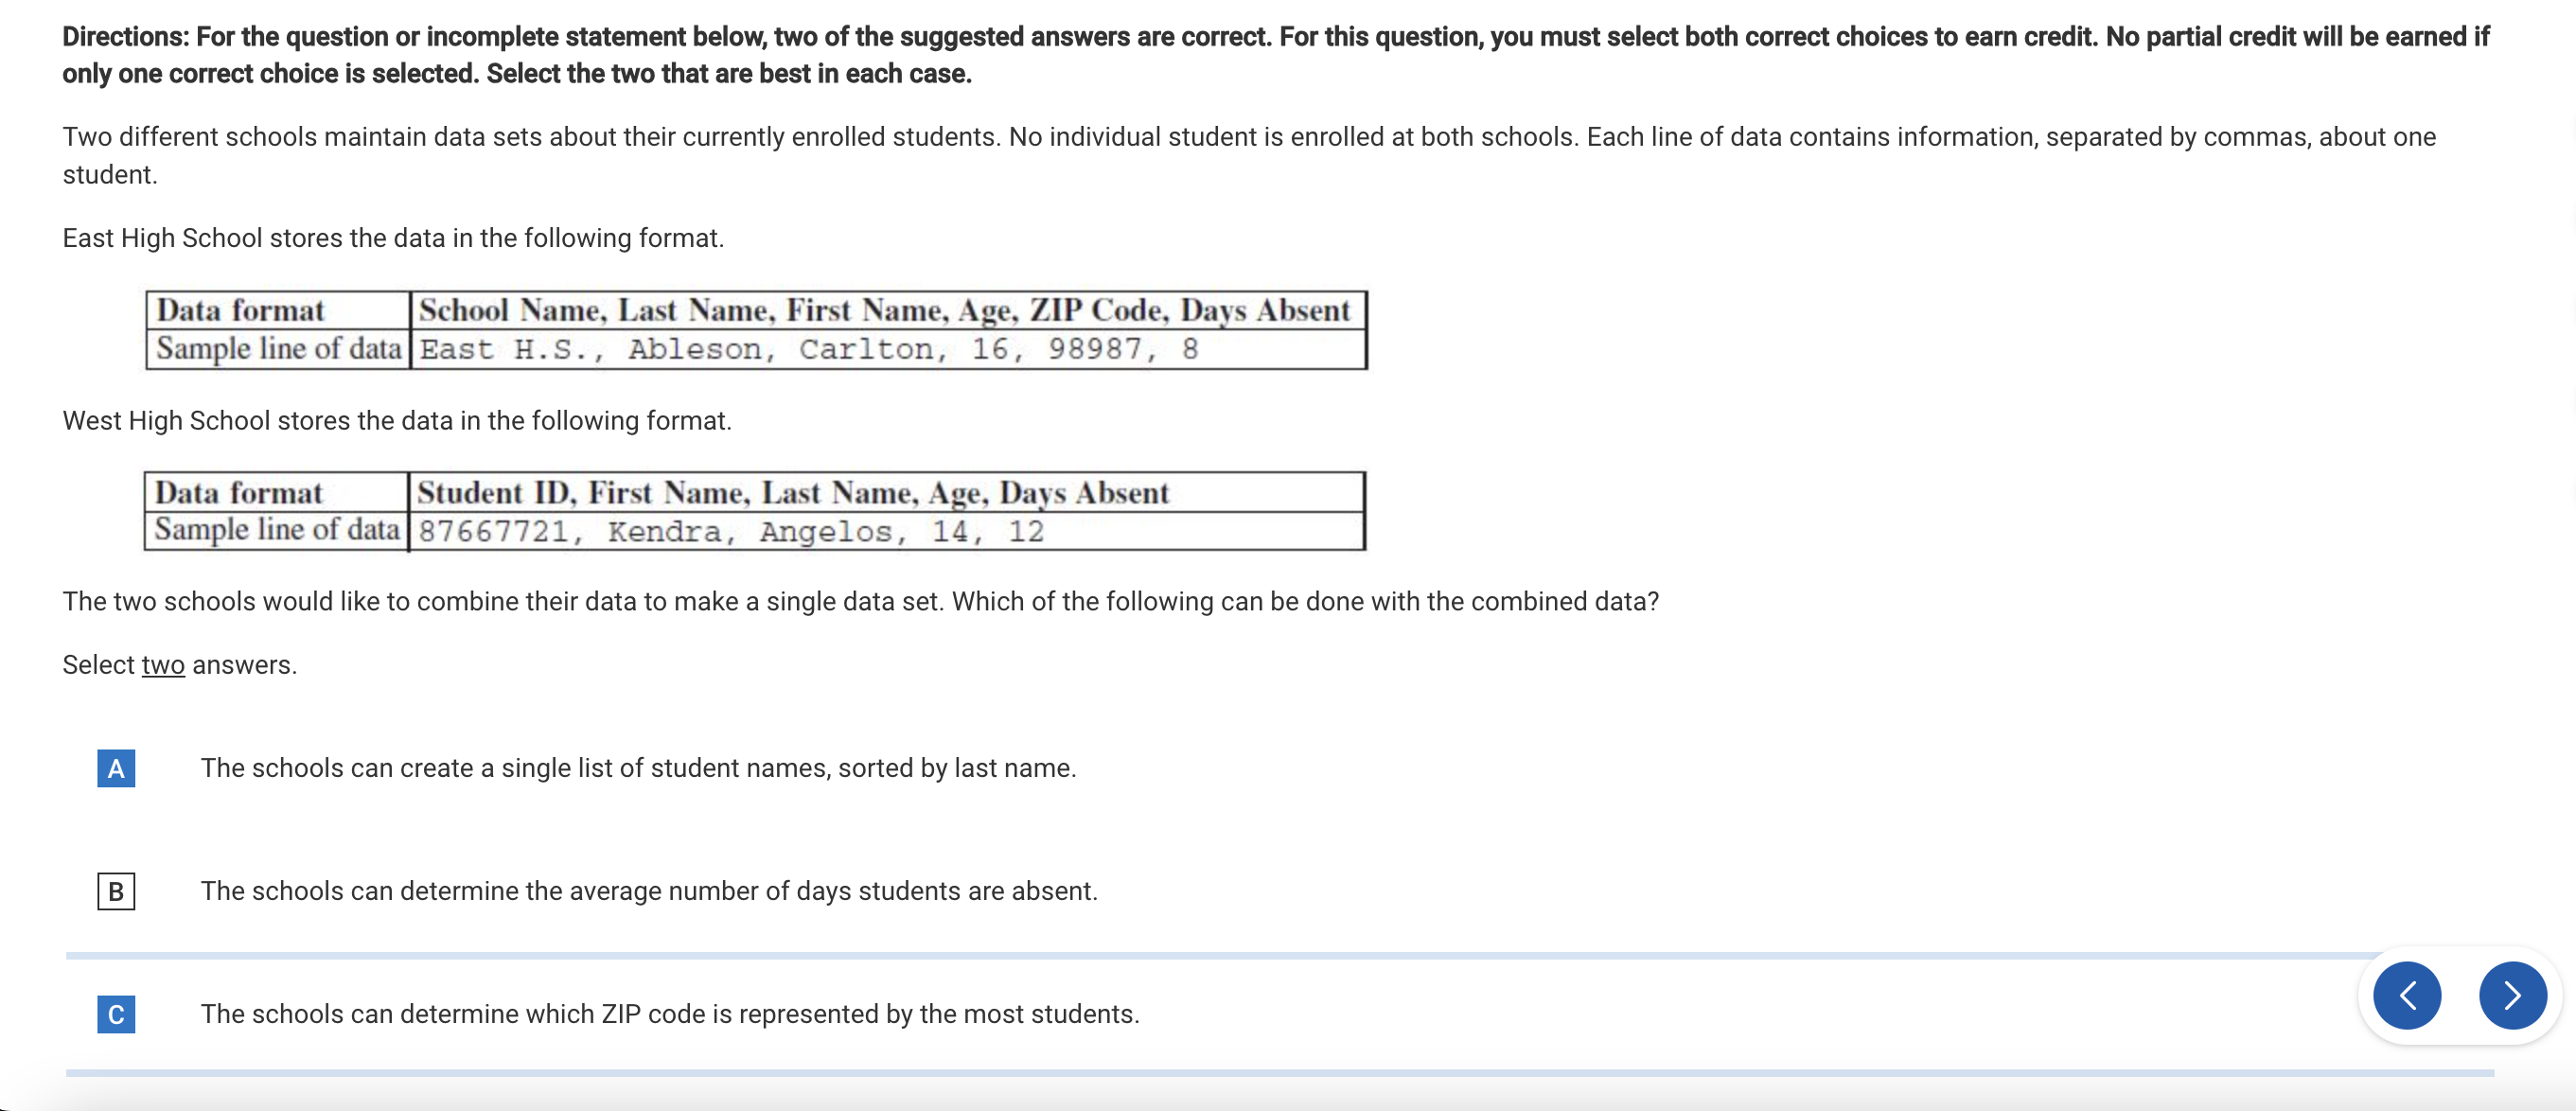 Directions: For the question or incomplete statement below, two of the suggested answers are correct. For this question, you must select both correct choices to earn credit. No partial credit will be earned if
only one correct choice is selected. Select the two that are best in each case.
Two different schools maintain data sets about their currently enrolled students. No individual student is enrolled at both schools. Each line of data contains information, separated by commas, about one
student.
East High School stores the data in the following format.
Data format School Name, Last Name, First Name, Age, ZIP Code, Days Absent
Sample line of data East H.S., Ableson, Carlton, 16, 98987, 8
West High School stores the data in the following format.
Data format Student ID, First Name, Last Name, Age, Days Absent
Sample line of data 87667721, Kendra, Angelos, 14, 12
The two schools would like to combine their data to make a single data set. Which of the following can be done with the combined data?
Select two answers.
A The schools can create a single list of student names, sorted by last name.
B The schools can determine the average number of days students are absent.
C The schools can determine which ZIP code is represented by the most students.